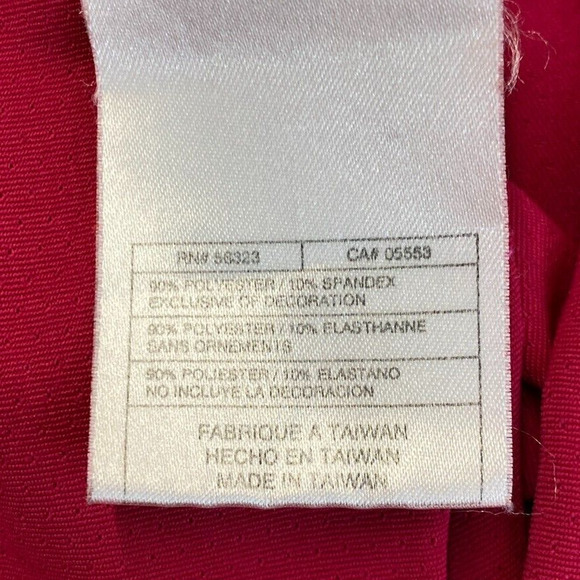 RN# 56323 CA# 05553
90% POLYESTER / 10% SPANDEX
EXCLUSIVE OF DECORATION
90% POLYESTER / 10% ELASTHANNE
SANS ORNEMENTS
90% POLIESTER / 10% ELASTANO
NO INCLUYE LA DECORACION
FABRIQUE A TAIWAN
HECHO EN TAIWAN
MADE IN TAIWAN